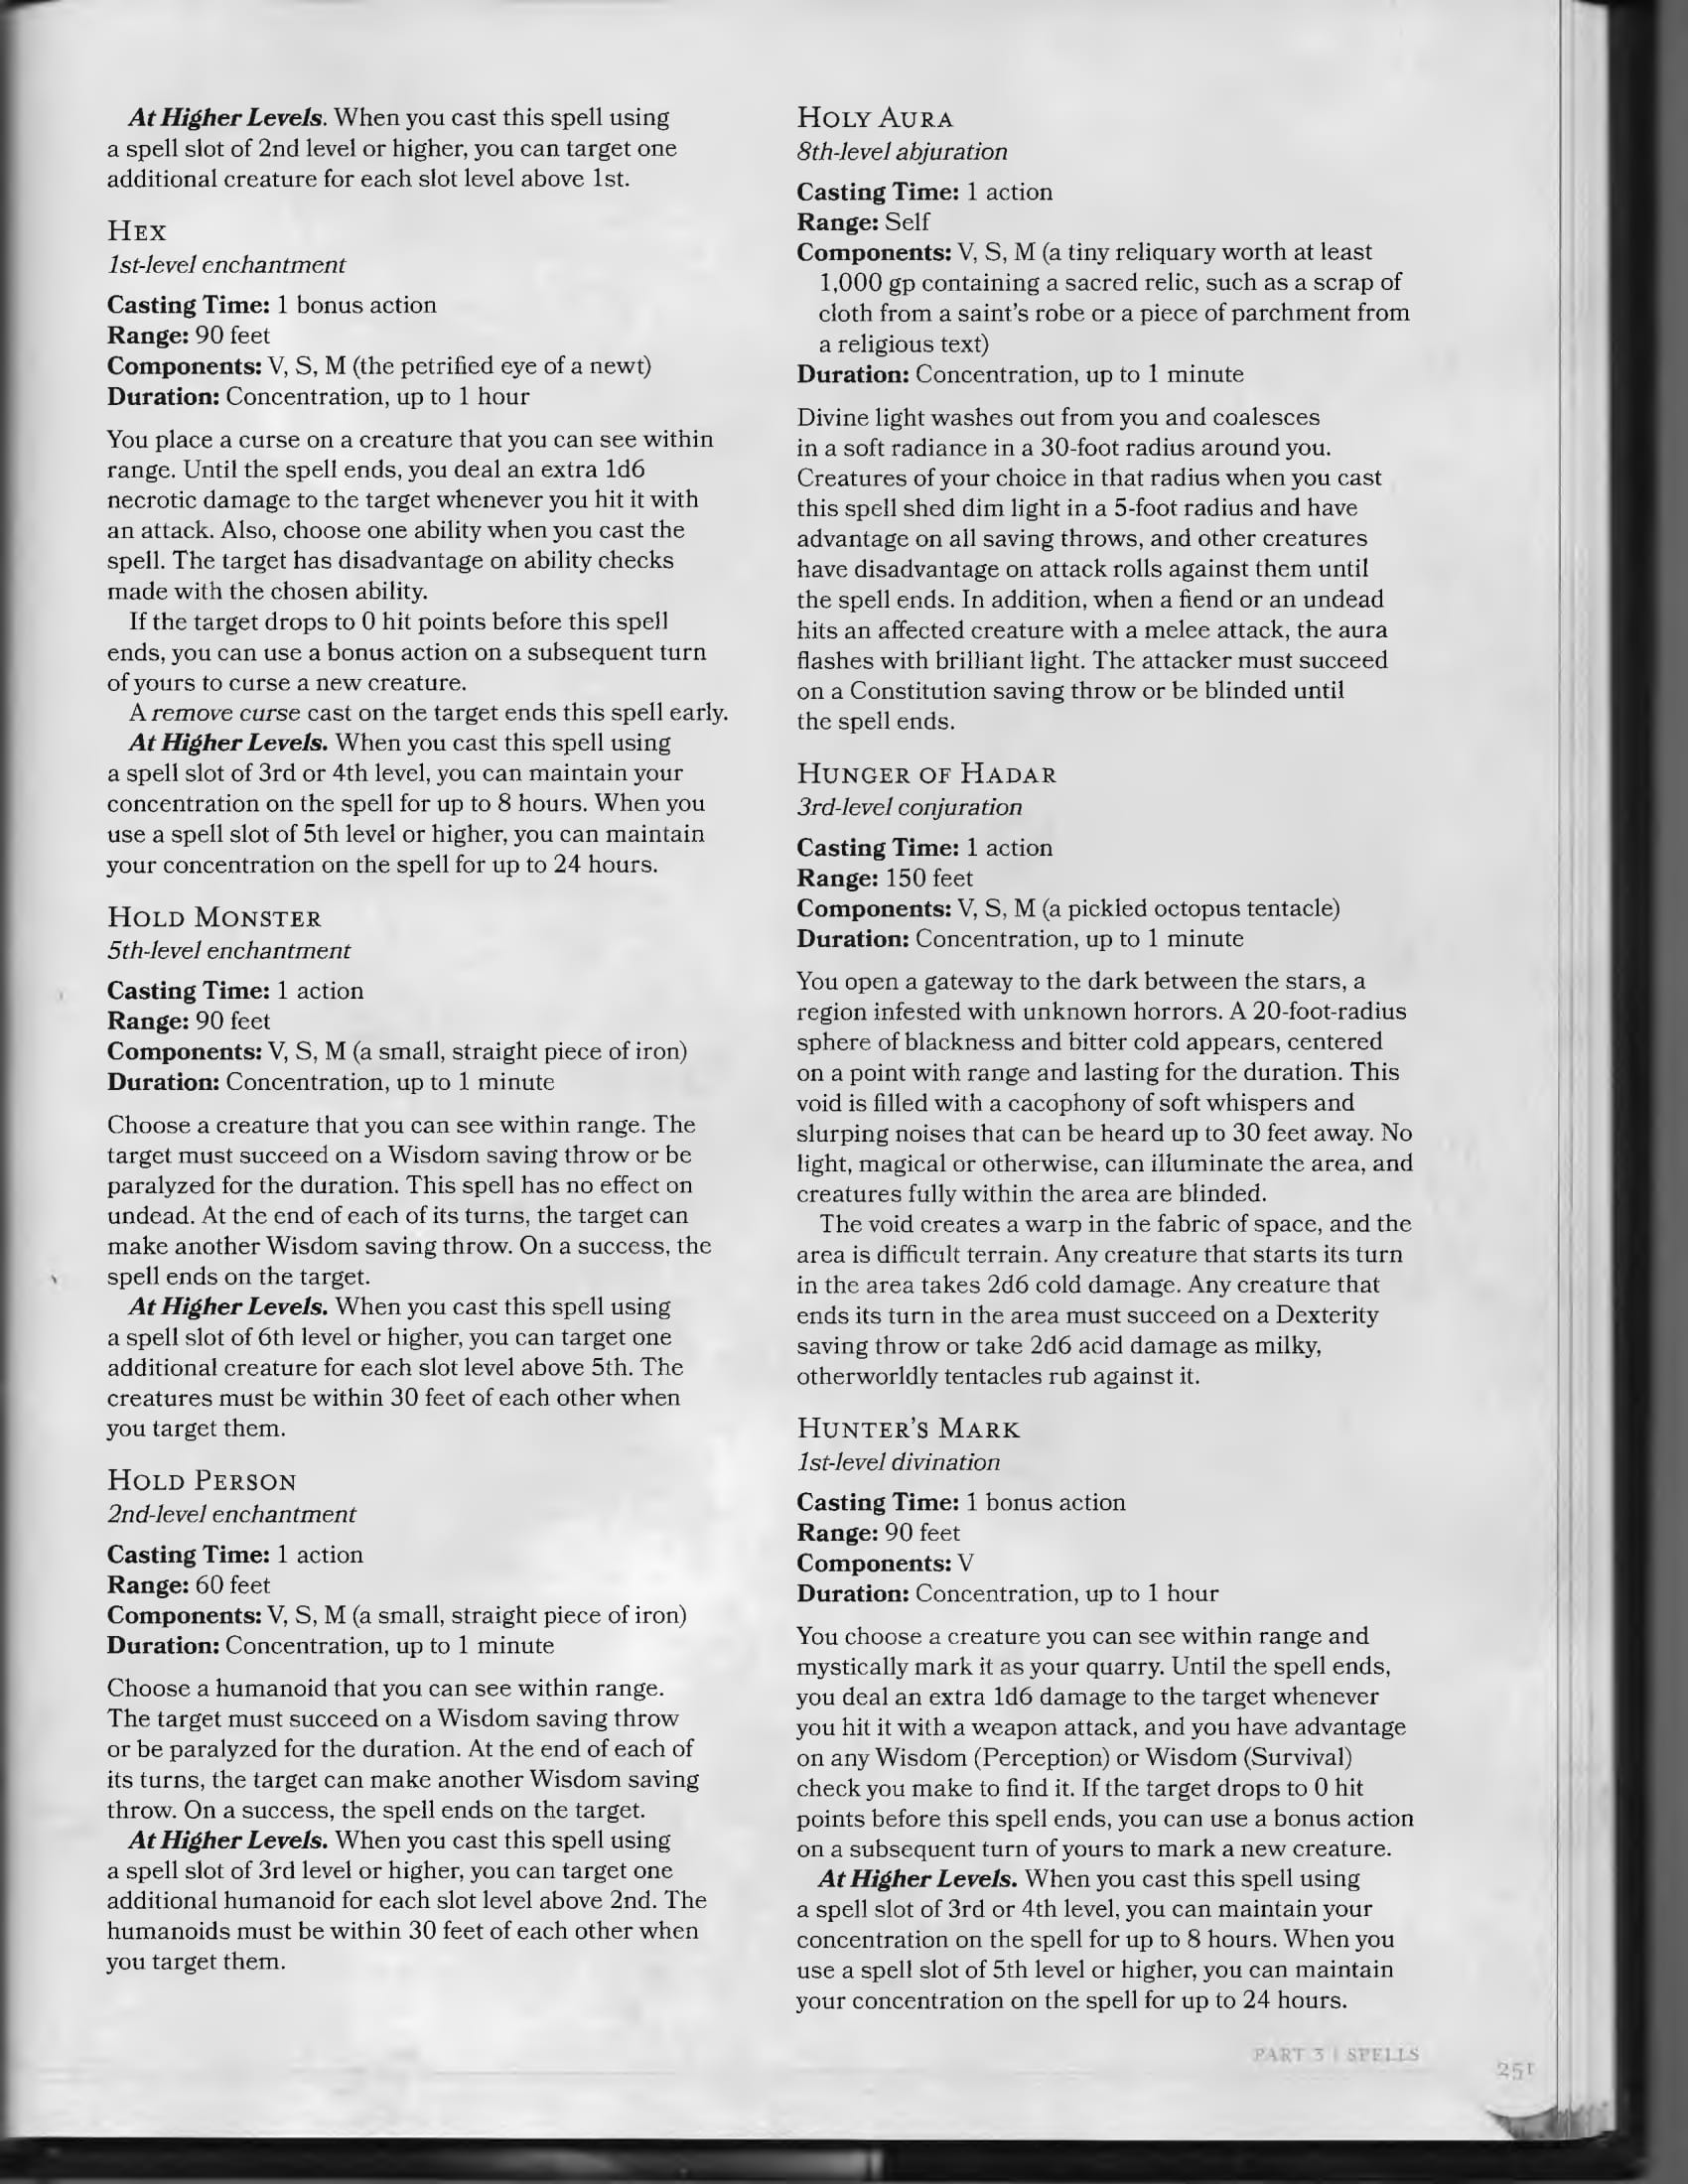 At Higher Levels. When you cast this spell using
a spell slot of 2nd level or higher, you can target one
additional creature for each slot level above 1st.
HEX
1st-level enchantment
Casting Time: 1 bonus action
Range: 90 feet
Components: V, S, M (the petrified eye of a newt)
Duration: Concentration, up to 1 hour
You place a curse on a creature that you can see within
range. Until the spell ends, you deal an extra 1d6
necrotic damage to the target whenever you hit it with
an attack. Also, choose one ability when you cast the
spell. The target has disadvantage on ability checks
made with the chosen ability.
If the target drops to 0 hit points before this spell
ends, you can use a bonus action on a subsequent turn
of yours to curse a new creature.
A remove curse cast on the target ends this spell early.
At Higher Levels. When you cast this spell using
a spell slot of 3rd or 4th level, you can maintain your
concentration on the spell for up to 8 hours. When you
use a spell slot of 5th level or higher, you can maintain
your concentration on the spell for up to 24 hours.
HOLD MONSTER
5th-level enchantment
Casting Time: 1 action
Range: 90 feet
Components: V, S, M (a small, straight piece of iron)
Duration: Concentration, up to 1 minute
Choose a creature that you can see within range. The
target must succeed on a Wisdom saving throw or be
paralyzed for the duration. This spell has no effect on
undead. At the end of each of its turns, the target can
make another Wisdom saving throw. On a success, the
spell ends on the target.
At Higher Levels. When you cast this spell using
a spell slot of 6th level or higher, you can target one
additional creature for each slot level above 5th. The
creatures must be within 30 feet of each other when
you target them.
HOLD PERSON
2nd-level enchantment
Casting Time: 1 action
Range: 60 feet
Components: V, S, M (a small, straight piece of iron)
Duration: Concentration, up to 1 minute
Choose a humanoid that you can see within range.
The target must succeed on a Wisdom saving throw
or be paralyzed for the duration. At the end of each of
its turns, the target can make another Wisdom saving
throw. On a success, the spell ends on the target.
At Higher Levels. When you cast this spell using
a spell slot of 3rd level or higher, you can target one
additional humanoid for each slot level above 2nd. The
humanoids must be within 30 feet of each other when
you target them.
HOLY AURA
8th-level abjuration
Casting Time: 1 action
Range: Self
Components: V, S, M (a tiny reliquary worth at least
1,000 gp containing a sacred relic, such as a scrap of
cloth from a saint's robe or a piece of parchment from
a religious text)
Duration: Concentration, up to 1 minute
Divine light washes out from you and coalesces
in a soft radiance in a 30-foot radius around you.
Creatures of your choice in that radius when you cast
this spell shed dim light in a 5-foot radius and have
advantage on all saving throws, and other creatures
have disadvantage on attack rolls against them until
the spell ends. In addition, when a fiend or an undead
hits an affected creature with a melee attack, the aura
flashes with brilliant light. The attacker must succeed
on a Constitution saving throw or be blinded until
the spell ends.
HUNGER OF HADAR
3rd-level conjuration
Casting Time: 1 action
Range: 150 feet
Components: V, S, M (a pickled octopus tentacle)
Duration: Concentration, up to 1 minute
You open a gateway to the dark between the stars, a
region infested with unknown horrors. A 20-foot-radius
sphere of blackness and bitter cold appears, centered
on a point with range and lasting for the duration. This
void is filled with a cacophony of soft whispers and
slurping noises that can be heard up to 30 feet away. No
light, magical or otherwise, can illuminate the area, and
creatures fully within the area are blinded.
The void creates a warp in the fabric of space, and the
area is difficult terrain. Any creature that starts its turn
in the area takes 2d6 cold damage. Any creature that
ends its turn in the area must succeed on a Dexterity
saving throw or take 2d6 acid damage as milky,
otherworldly tentacles rub against it.
HUNTER'S MARK
1st-level divination
Casting Time: 1 bonus action
Range: 90 feet
Components: V
Duration: Concentration, up to 1 hour
You choose a creature you can see within range and
mystically mark it as your quarry. Until the spell ends,
you deal an extra 1d6 damage to the target whenever
you hit it with a weapon attack, and you have advantage
on any Wisdom (Perception) or Wisdom (Survival)
check you make to find it. If the target drops to 0 hit
points before this spell ends, you can use a bonus action
on a subsequent turn of yours to mark a new creature.
At Higher Levels. When you cast this spell using
a spell slot of 3rd or 4th level, you can maintain your
concentration on the spell for up to 8 hours. When you
use a spell slot of 5th level or higher, you can maintain
your concentration on the spell for up to 24 hours.
PART 3 | SPELLS
251